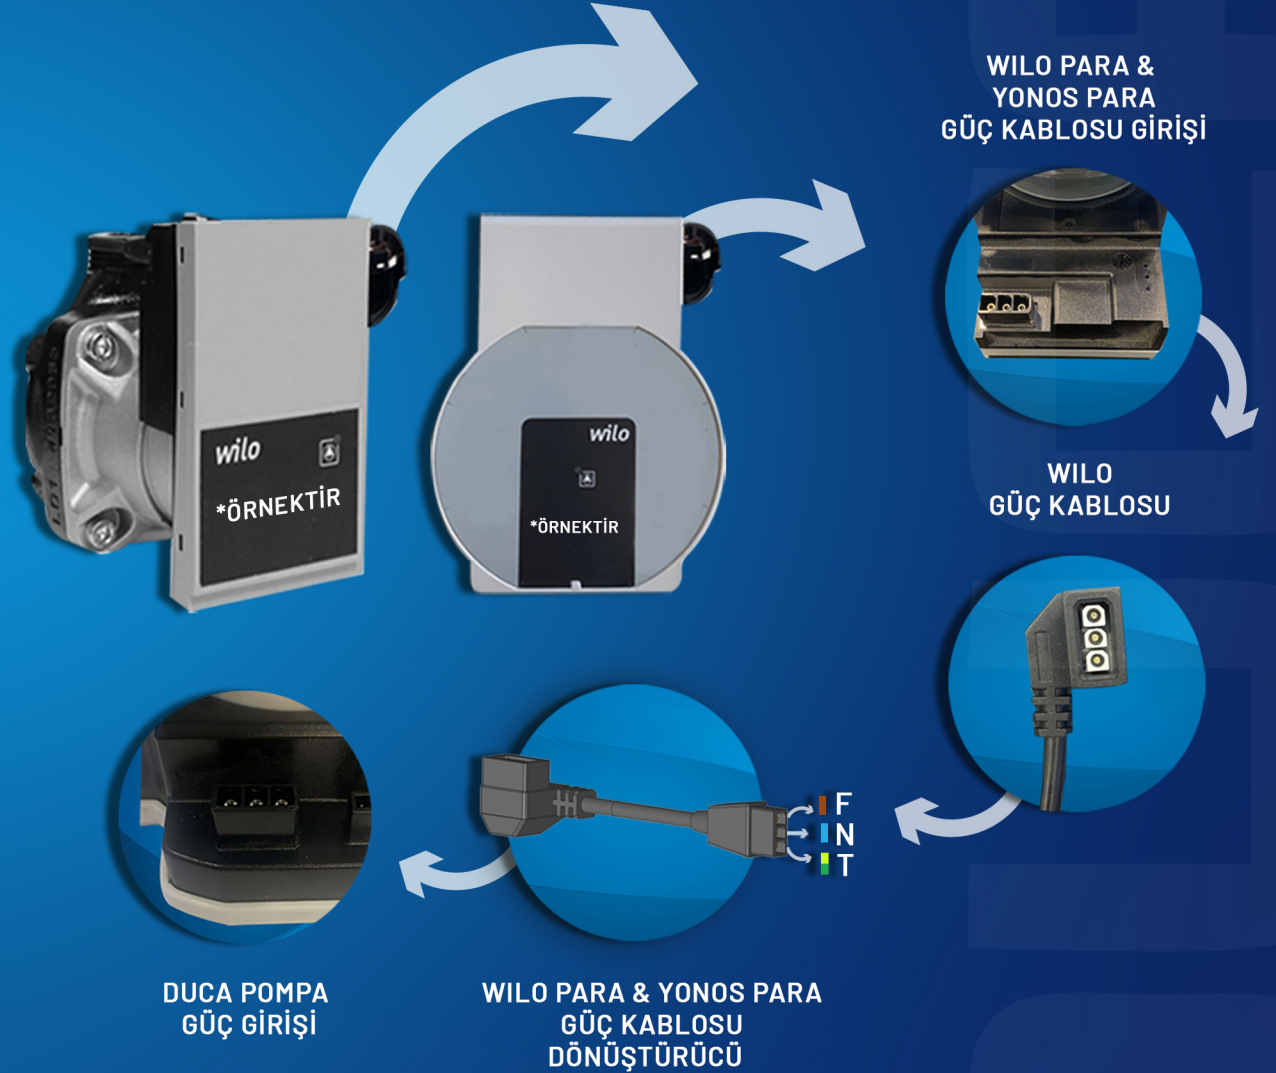 WILO PARA &
YONOS PARA
GÜÇ KABLOSU GİRİŞİ
wilo
*ÖRNEKTİR
wilo
*ÖRNEKTİR
WILO
GÜÇ KABLOSU
F
N
T
DUCA POMPA
GÜÇ GİRİŞİ
WILO PARA & YONOS PARA
GÜÇ KABLOSU
DÖNÜŞTÜRÜCÜ